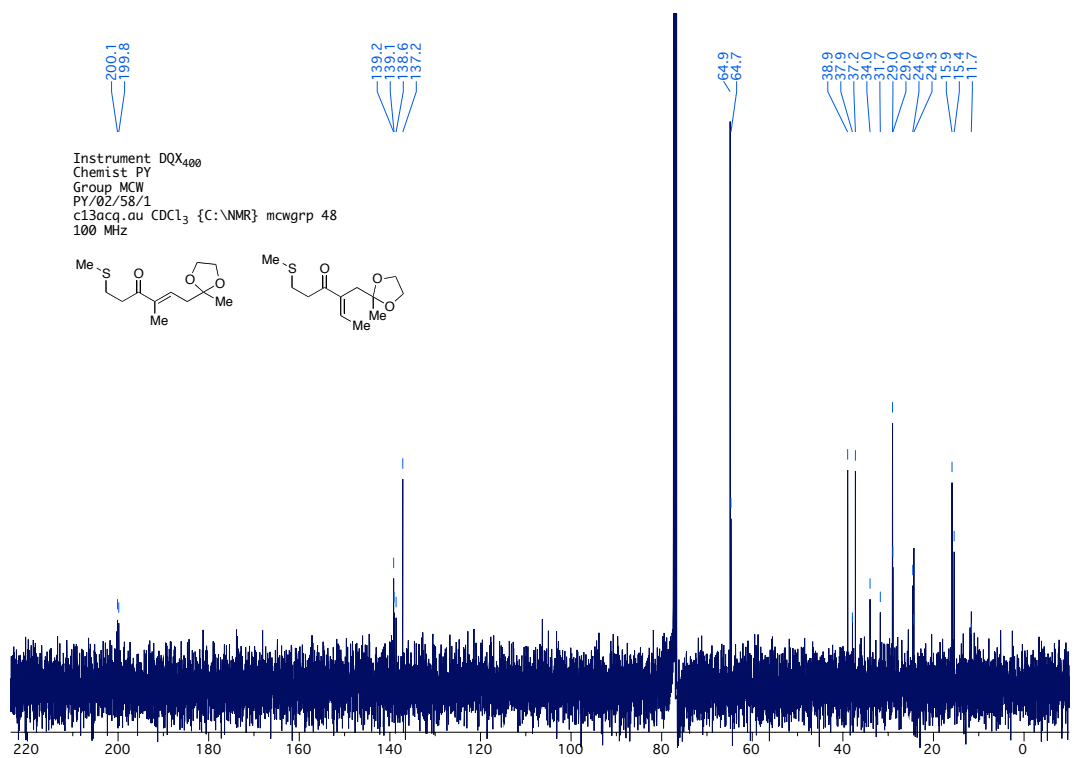 200.1
199.8
139.2
139.1
138.6
137.2
64.9
64.7
38.9
37.9
37.2
34.0
31.7
29.0
29.0
24.6
24.3
15.9
15.4
11.7
Instrument DQX400
Chemist PY
Group MCW
PY/02/58/1
c13acq.au CDCl3 {C:\NMR} mcwgrp 48
100 MHz
Me
S
O
O
O
Me
Me
Me
S
O
O
O
Me
Me
220 200 180 160 140 120 100 80 60 40 20 0